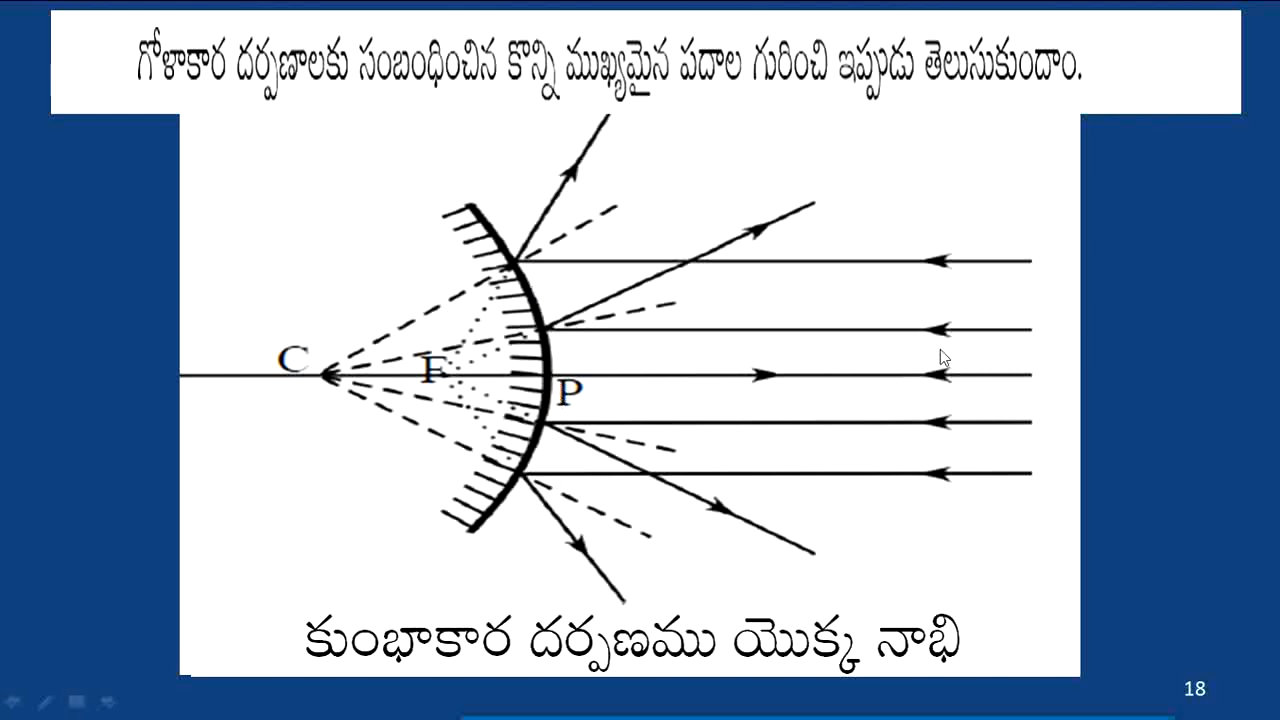 గోళాకార దర్పణాలకు సంబంధించిన కొన్ని ముఖ్యమైన పదాల గురించి ఇప్పుడు తెలుసుకుందాం.
C
F
P
కుంభాకార దర్పణము యొక్క నాభి
18